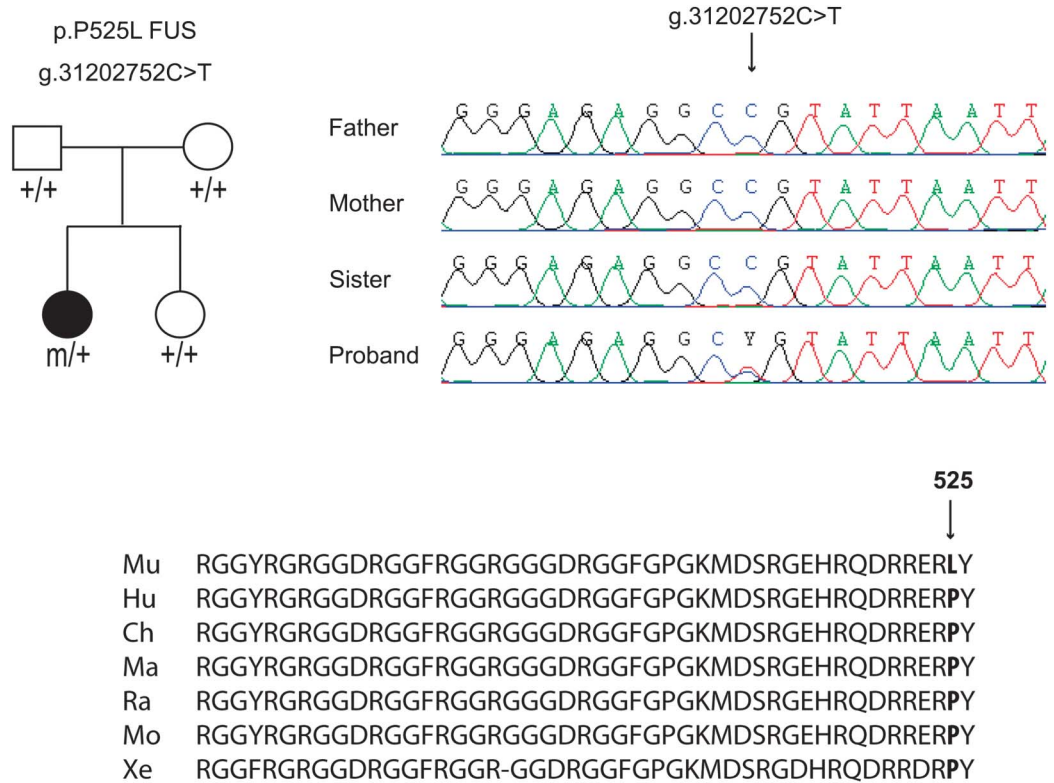 p.P525L FUS
g.31202752C>T
+/+ +/+
m/+ +/+
g.31202752C>T
Father G G G A G A G G C C G T A T T A A T T
Mother G G G A G A G G C C G T A T T A A T T
Sister G G G A G A G G C C G T A T T A A T T
Proband G G G A G A G G C Y G T A T T A A T T
525
Mu RGGYRGRGGDRGGFRGGRGGGDRGGFGPGKMDSRGEHRQDRRERLY
Hu RGGYRGRGGDRGGFRGGRGGGDRGGFGPGKMDSRGEHRQDRRERPY
Ch RGGYRGRGGDRGGFRGGRGGGDRGGFGPGKMDSRGEHRQDRRERPY
Ma RGGYRGRGGDRGGFRGGRGGGDRGGFGPGKMDSRGEHRQDRRERPY
Ra RGGYRGRGGDRGGFRGGRGGGDRGGFGPGKMDSRGEHRQDRRERPY
Mo RGGYRGRGGDRGGFRGGRGGGDRGGFGPGKMDSRGEHRQDRRERPY
Xe RGGFRGRGGDRGGFRGGR-GGDRGGFGPGKMDSRGDHRQDRRDRPY